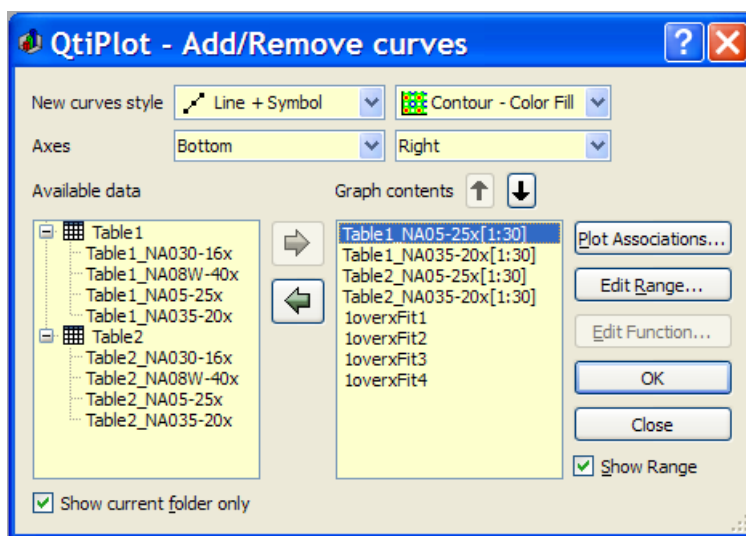 QtiPlot - Add/Remove curves
New curves style Line + Symbol Contour - Color Fill
Axes Bottom Right
Available data
Graph contents
Table1
Table1_NA030-16x
Table1_NA08W-40x
Table1_NA05-25x
Table1_NA035-20x
Table2
Table2_NA030-16x
Table2_NA08W-40x
Table2_NA05-25x
Table2_NA035-20x
Table1_NA05-25x[1:30]
Table1_NA035-20x[1:30]
Table2_NA05-25x[1:30]
Table2_NA035-20x[1:30]
1overxFit1
1overxFit2
1overxFit3
1overxFit4
Plot Associations...
Edit Range...
Edit Function...
OK
Close
Show Range
Show current folder only